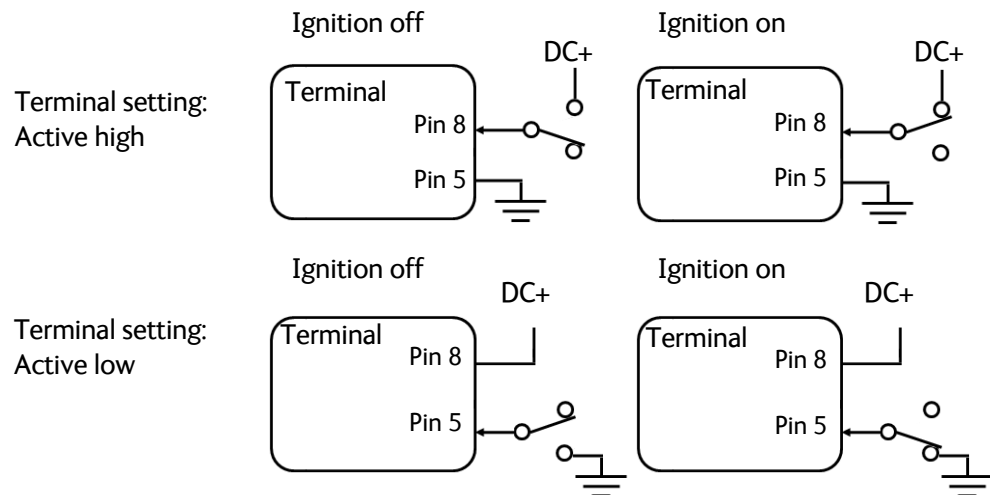 Ignition off
Ignition on
DC+
DC+
Terminal setting:
Active high
Terminal
Pin 8
Pin 5
Terminal
Pin 8
Pin 5
Ignition off
Ignition on
DC+
DC+
Terminal setting:
Active low
Terminal
Pin 8
Pin 5
Terminal
Pin 8
Pin 5